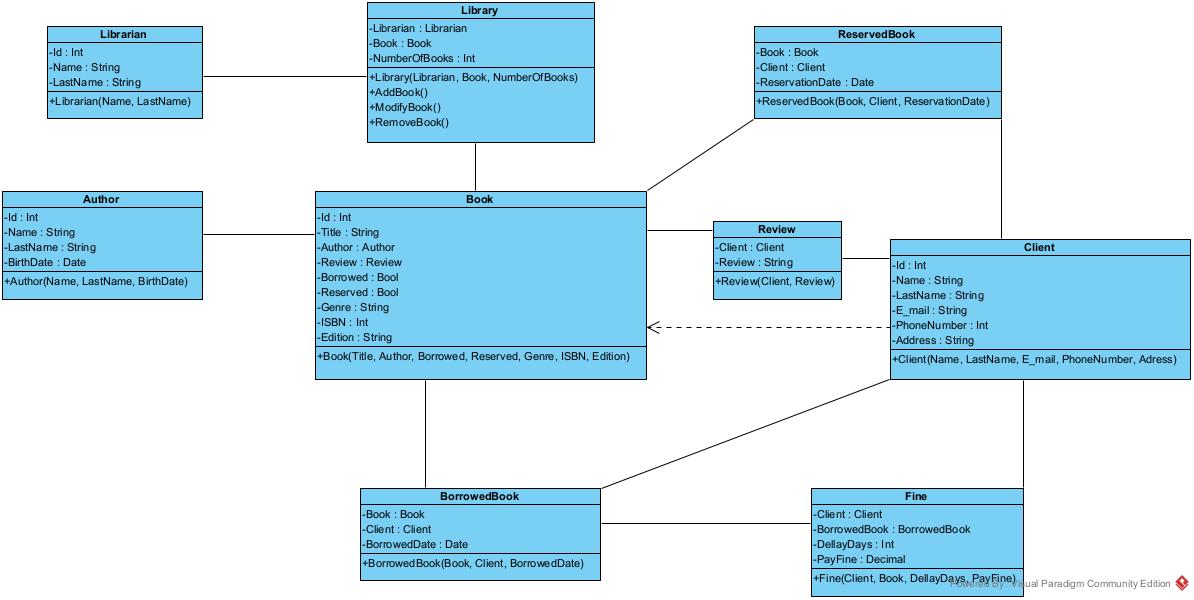 Librarian
-Id : Int
-Name : String
-LastName : String
+Librarian(Name, LastName)
Library
-Librarian : Librarian
-Book : Book
-NumberOfBooks : Int
+Library(Librarian, Book, NumberOfBooks)
+AddBook()
+ModifyBook()
+RemoveBook()
ReservedBook
-Book : Book
-Client : Client
-ReservationDate : Date
+ReservedBook(Book, Client, ReservationDate)
Author
-Id : Int
-Name : String
-LastName : String
-BirthDate : Date
+Author(Name, LastName, BirthDate)
Book
-Id : Int
-Title : String
-Author : Author
-Review : Review
-Borrowed : Bool
-Reserved : Bool
-Genre : String
-ISBN : Int
-Edition : String
+Book(Title, Author, Borrowed, Reserved, Genre, ISBN, Edition)
Review
-Client : Client
-Review : String
+Review(Client, Review)
Client
-Id : Int
-Name : String
-LastName : String
-E_mail : String
-PhoneNumber : Int
-Address : String
+Client(Name, LastName, E_mail, PhoneNumber, Adress)
BorrowedBook
-Book : Book
-Client : Client
-BorrowedDate : Date
+BorrowedBook(Book, Client, BorrowedDate)
Fine
-Client : Client
-BorrowedBook : BorrowedBook
-DellayDays : Int
-PayFine : Decimal
+Fine(Client, Book, DellayDays, PayFine)
Powered By Visual Paradigm Community Edition